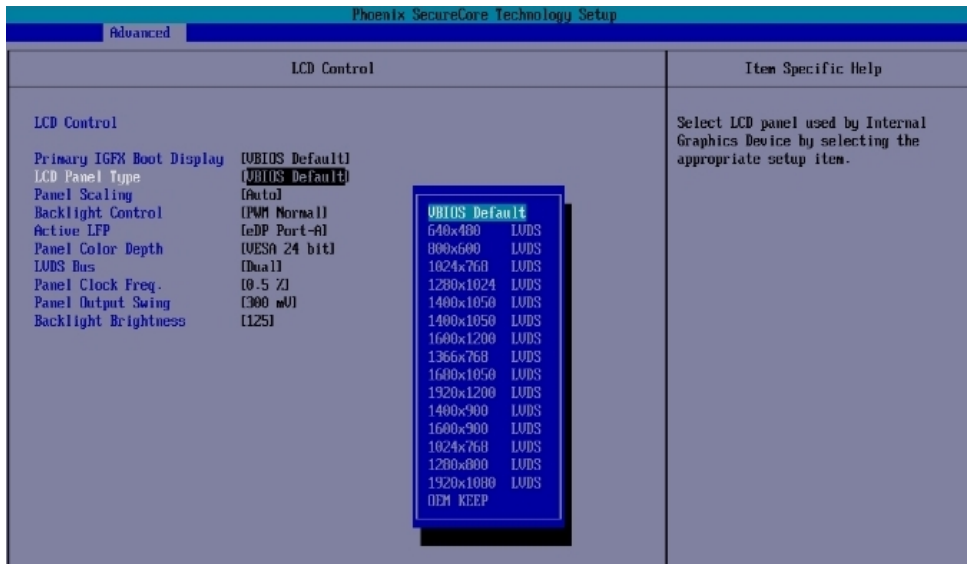 Phoenix SecureCore Technology Setup
Advanced
LCD Control
Item Specific Help
LCD Control
Primary IGFX Boot Display [VBIOS Default]
LCD Panel Type [VBIOS Default]
Panel Scaling [Auto]
Backlight Control [PWM Normal]
Active LFP [eDP Port-A]
Panel Color Depth [VESA 24 bit]
LVDS Bus [Dual]
Panel Clock Freq. [0.5 %]
Panel Output Swing [300 mV]
Backlight Brightness [125]
VBIOS Default
640x480 LVDS
800x600 LVDS
1024x768 LVDS
1280x1024 LVDS
1400x1050 LVDS
1400x1050 LVDS
1600x1200 LVDS
1366x768 LVDS
1680x1050 LVDS
1920x1200 LVDS
1400x900 LVDS
1600x900 LVDS
1024x768 LVDS
1280x800 LVDS
1920x1080 LVDS
OEM KEEP
Select LCD panel used by Internal
Graphics Device by selecting the
appropriate setup item.